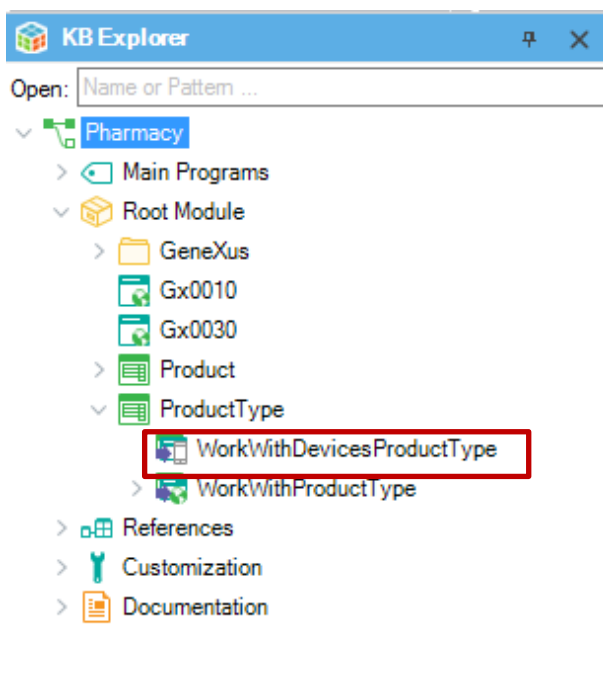 KB Explorer
Open: Name or Pattern ...
Pharmacy
Main Programs
Root Module
GeneXus
Gx0010
Gx0030
Product
ProductType
WorkWithDevicesProductType
WorkWithProductType
References
Customization
Documentation